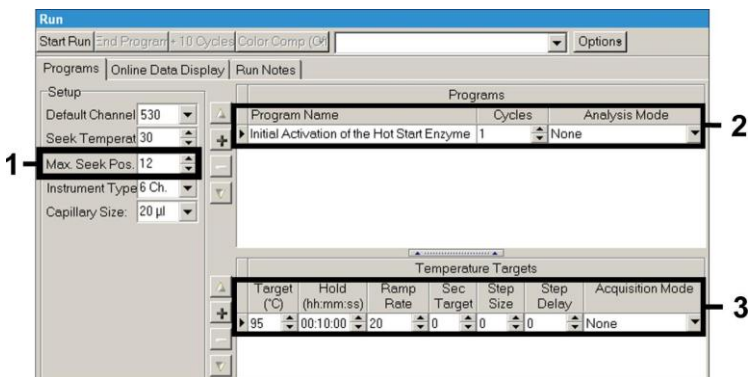 Run
Start Run End Program + 10 Cycles Color Comp (Off) Options
Programs Online Data Display Run Notes
Setup
Default Channel 530
Seek Temperat 30
Max. Seek Pos. 12
Instrument Type 6 Ch.
Capillary Size: 20 µl
1
Programs
Program Name Cycles Analysis Mode
Initial Activation of the Hot Start Enzyme 1 None
2
Temperature Targets
Target (°C) Hold (hh:mm:ss) Ramp Rate Sec Target Step Size Step Delay Acquisition Mode
95 00:10:00 20 0 0 0 None
3